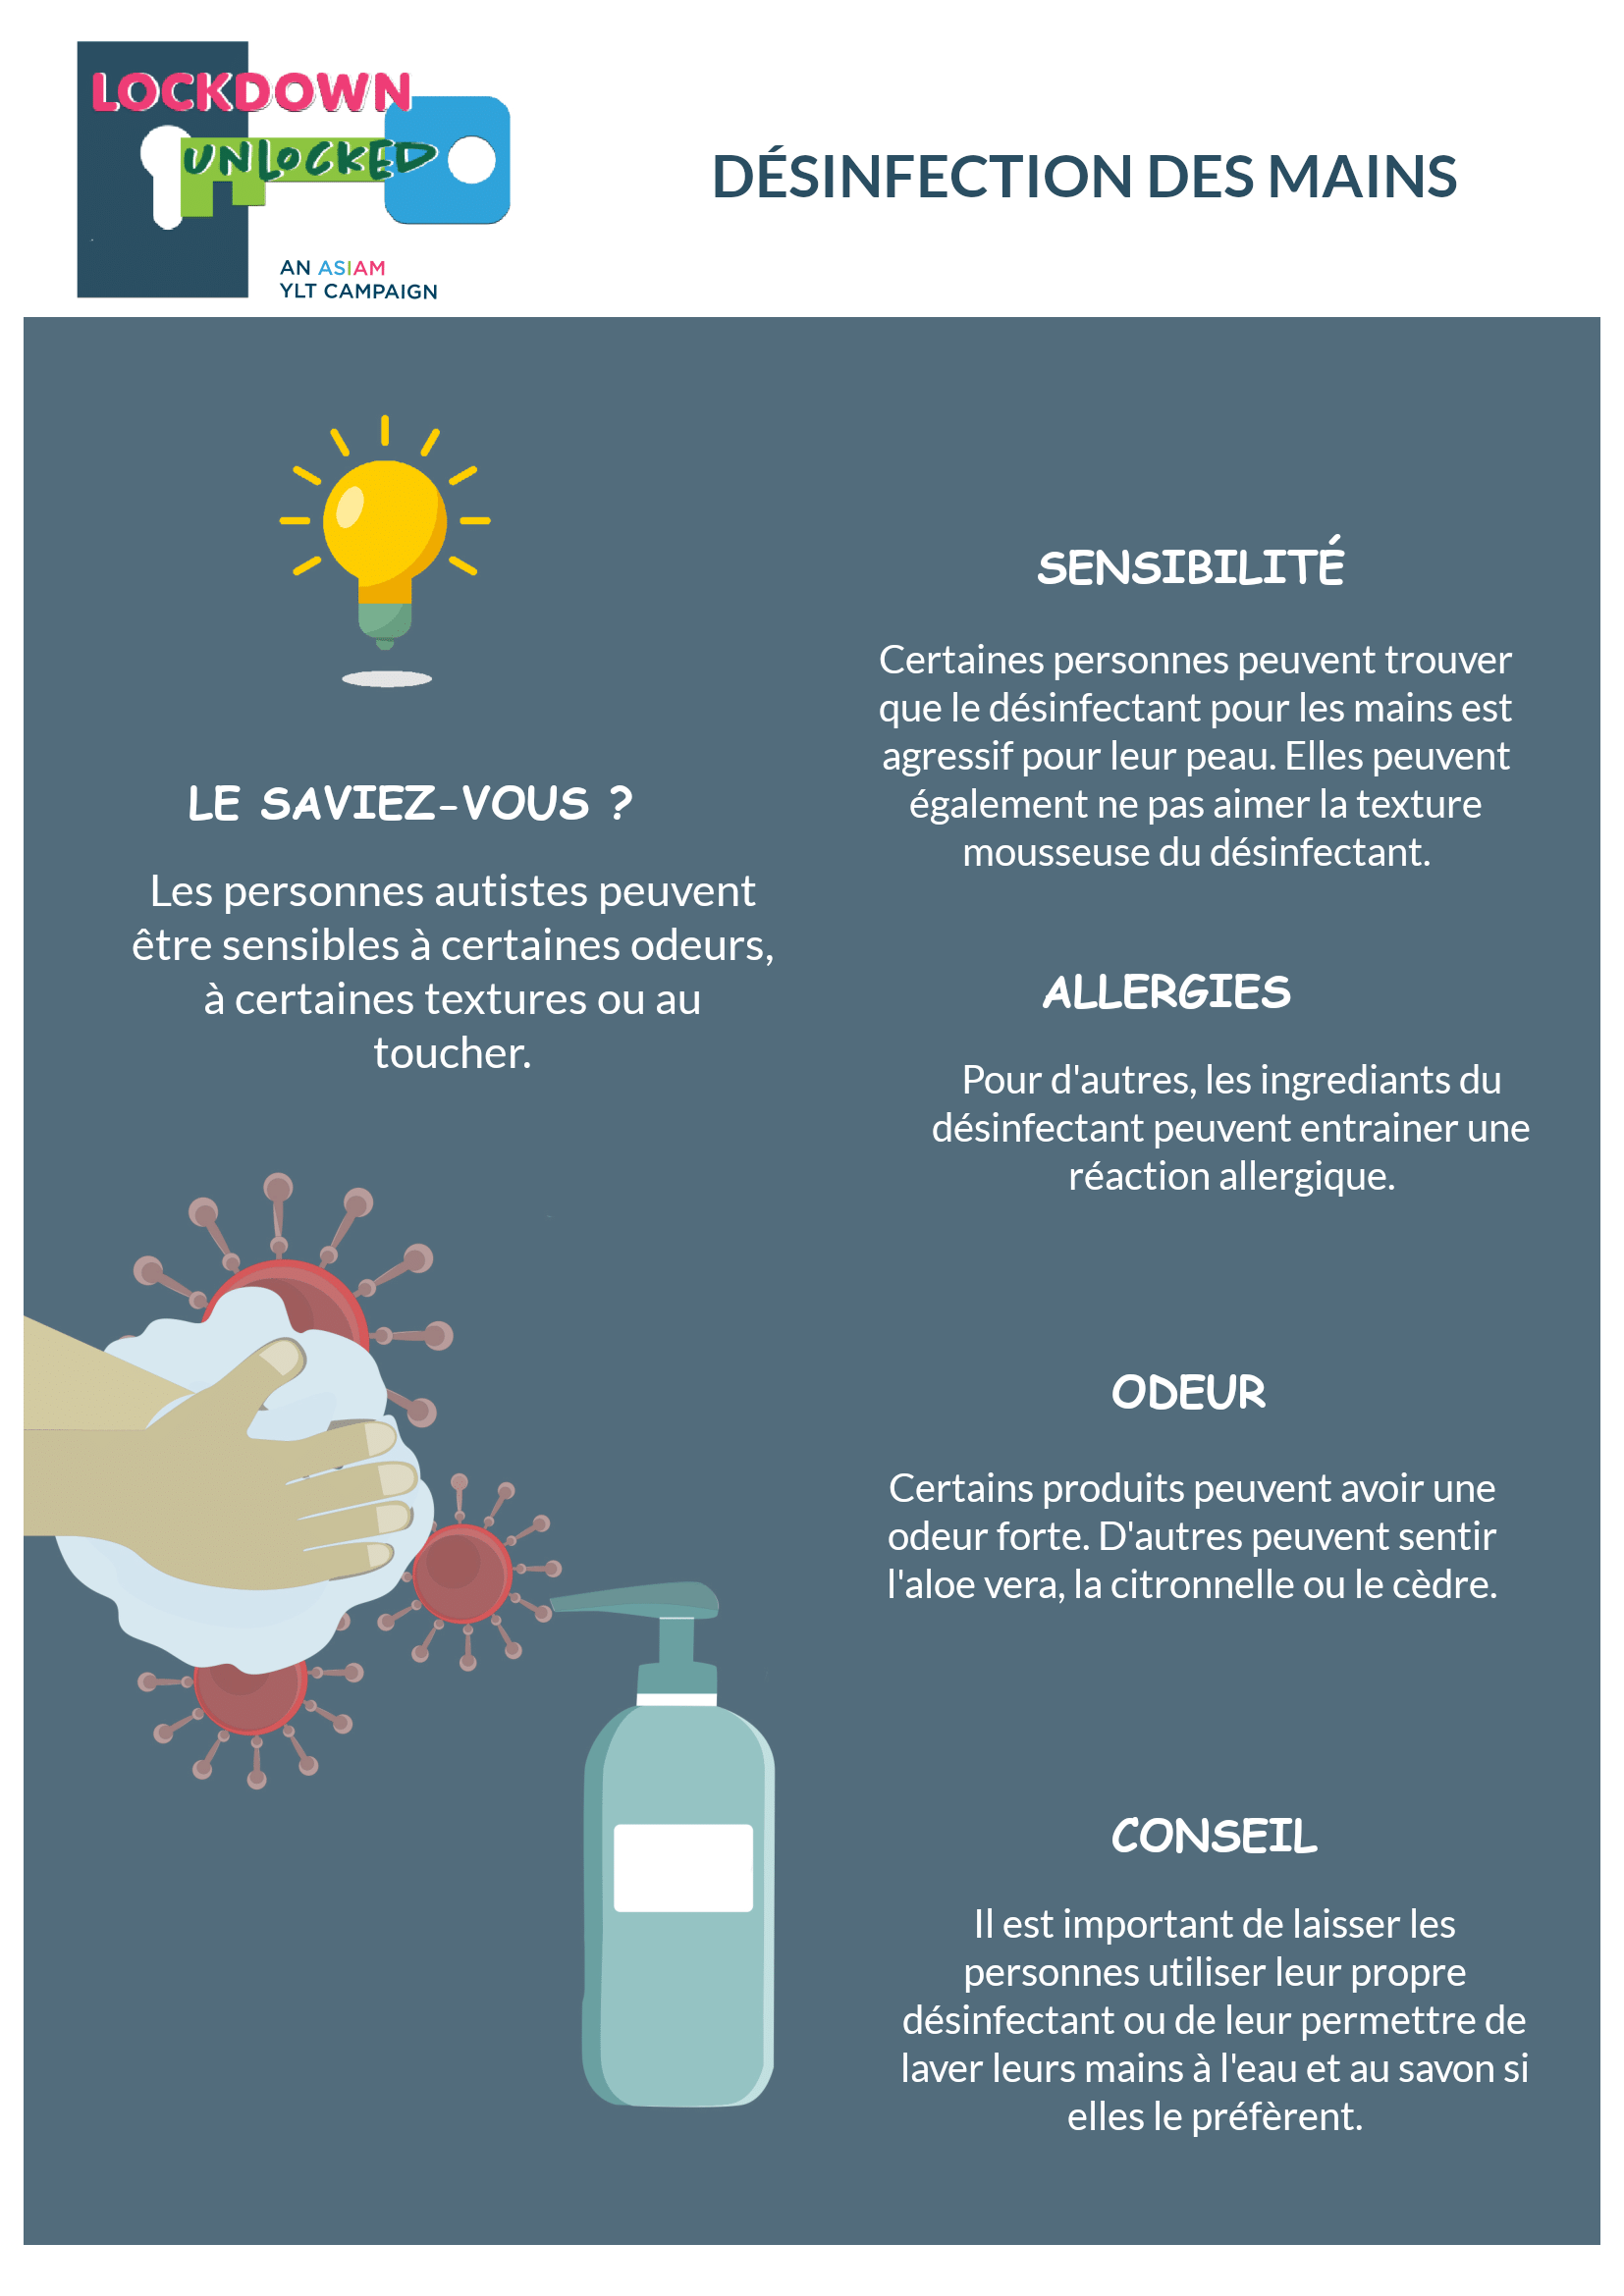 LOCKDOWN
UNLOCKED
AN ASIAM
YLT CAMPAIGN
DÉSINFECTION DES MAINS
LE SAVIEZ-VOUS ?
Les personnes autistes peuvent
être sensibles à certaines odeurs,
à certaines textures ou au
toucher.
SENSIBILITÉ
Certaines personnes peuvent trouver
que le désinfectant pour les mains est
agressif pour leur peau. Elles peuvent
également ne pas aimer la texture
mousseuse du désinfectant.
ALLERGIES
Pour d'autres, les ingrediants du
désinfectant peuvent entrainer une
réaction allergique.
ODEUR
Certains produits peuvent avoir une
odeur forte. D'autres peuvent sentir
l'aloe vera, la citronnelle ou le cèdre.
CONSEIL
Il est important de laisser les
personnes utiliser leur propre
désinfectant ou de leur permettre de
laver leurs mains à l'eau et au savon si
elles le préfèrent.